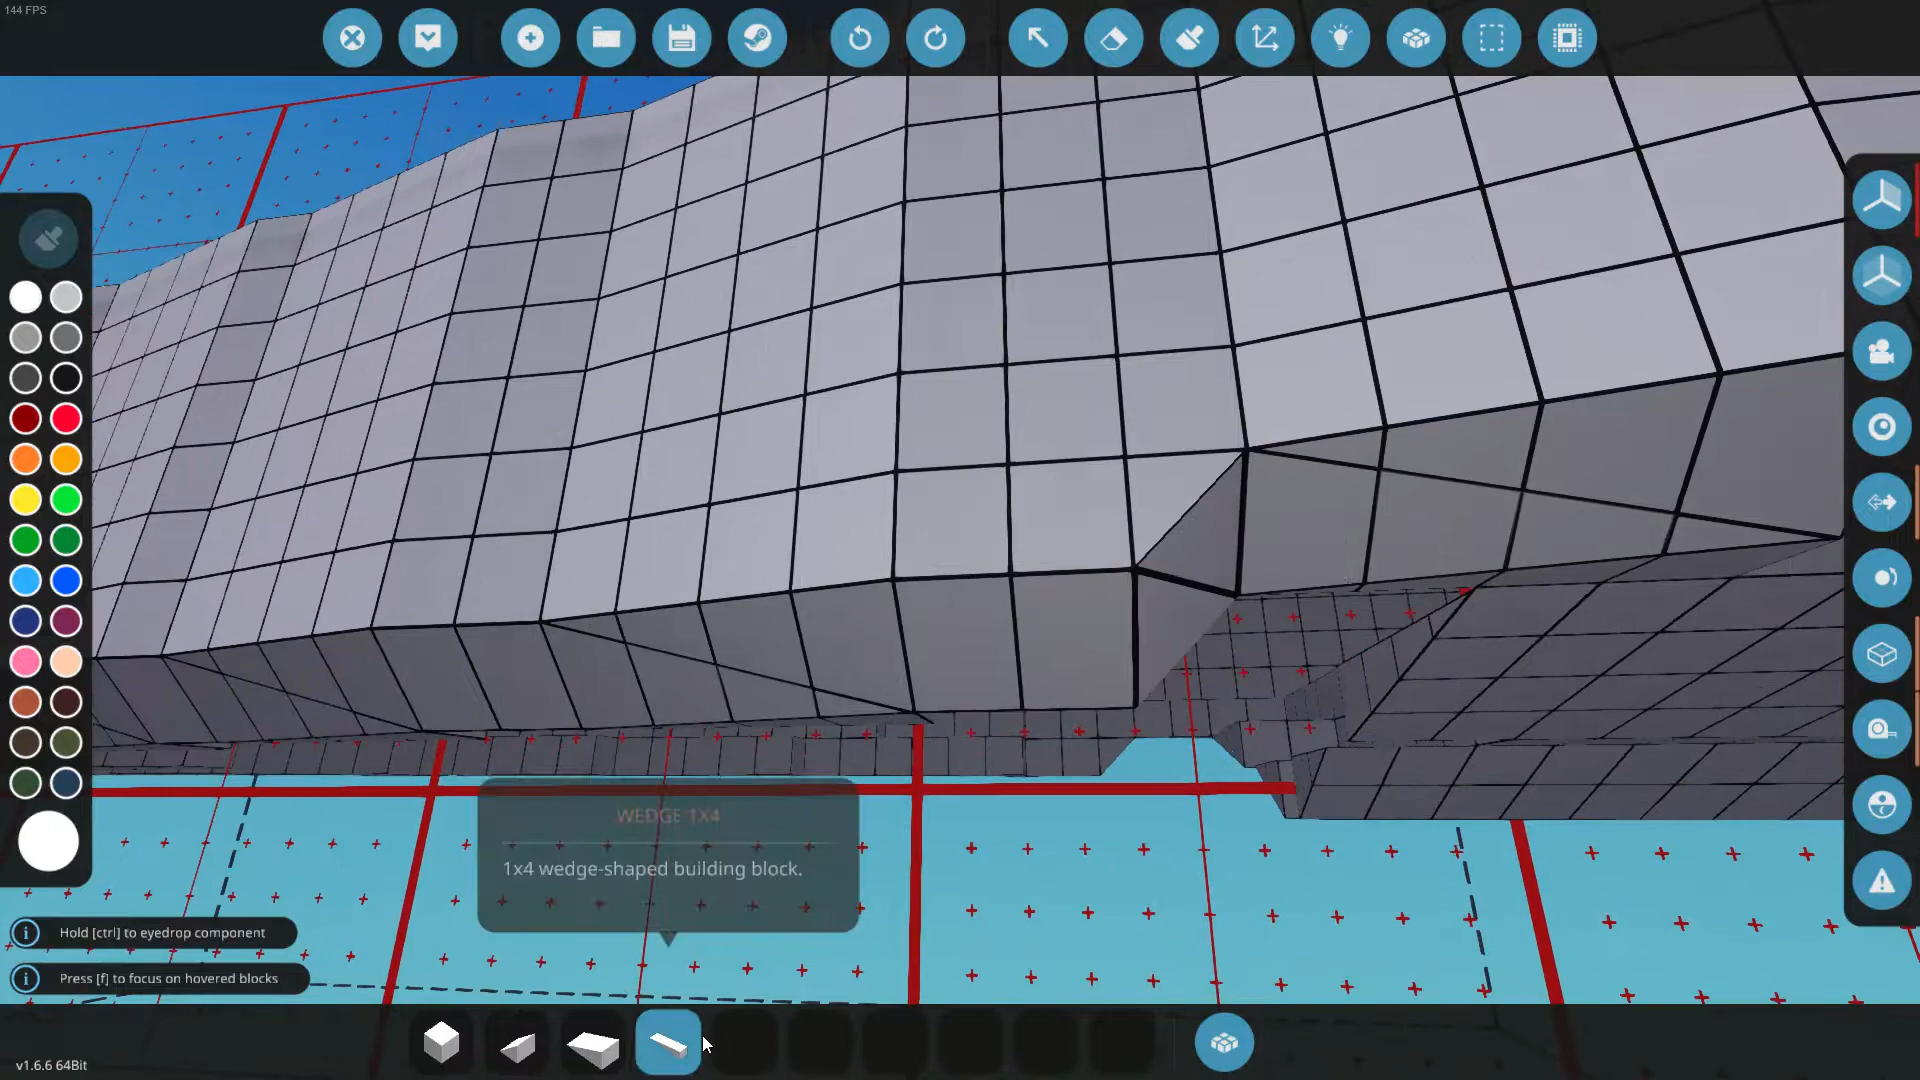 144 FPS
WEDGE 1X4
1x4 wedge-shaped building block.
Hold [ctrl] to eyedrop component
Press [f] to focus on hovered blocks
v1.6.6 64Bit